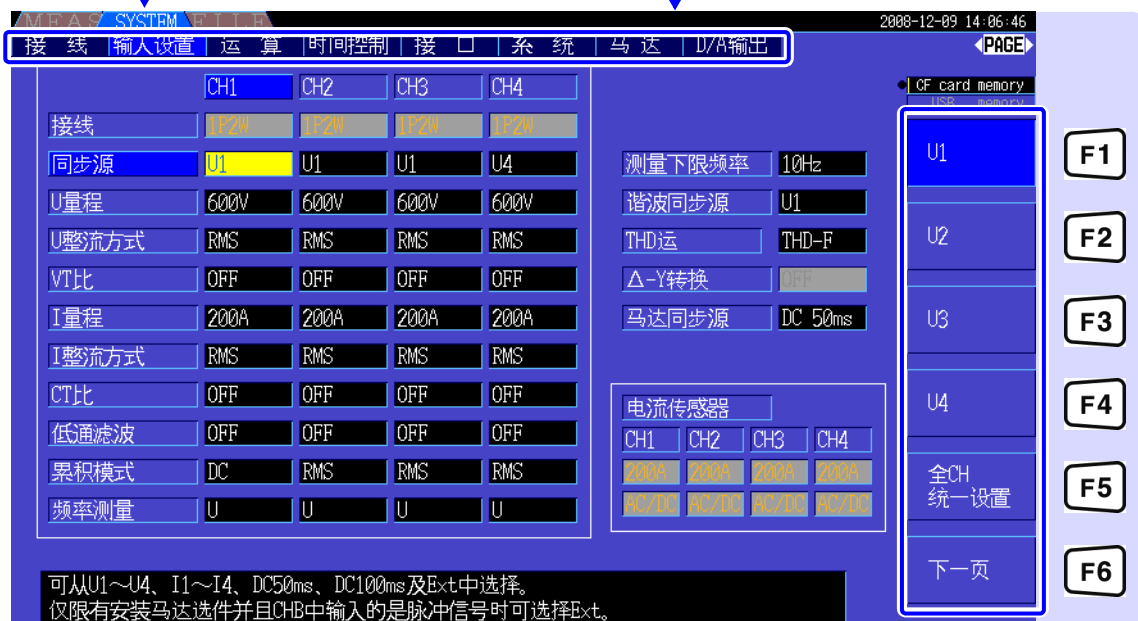 MEAS SYSTEM FILE 2008-12-09 14:06:46
接 线 输入设置 运 算 时间控制 接 口 系 统 马 达 D/A输出 PAGE
CF card memory
USB memory
CH1 CH2 CH3 CH4
接线 1P2W 1P2W 1P2W 1P2W
同步源 U1 U1 U1 U4
U量程 600V 600V 600V 600V
U整流方式 RMS RMS RMS RMS
VT比 OFF OFF OFF OFF
I量程 200A 200A 200A 200A
I整流方式 RMS RMS RMS RMS
CT比 OFF OFF OFF OFF
低通滤波 OFF OFF OFF OFF
累积模式 DC RMS RMS RMS
频率测量 U U U U
测量下限频率 10Hz
谐波同步源 U1
THD运 THD-F
Δ-Y转换 OFF
马达同步源 DC 50ms
电流传感器
CH1 CH2 CH3 CH4
200A 200A 200A 200A
AC/DC AC/DC AC/DC AC/DC
U1 F1
U2 F2
U3 F3
U4 F4
全CH
统一设置 F5
下一页 F6
可从U1～U4、I1～I4、DC50ms、DC100ms及Ext中选择。
仅限有安装马达选件并且CHB中输入的是脉冲信号时可选择Ext。